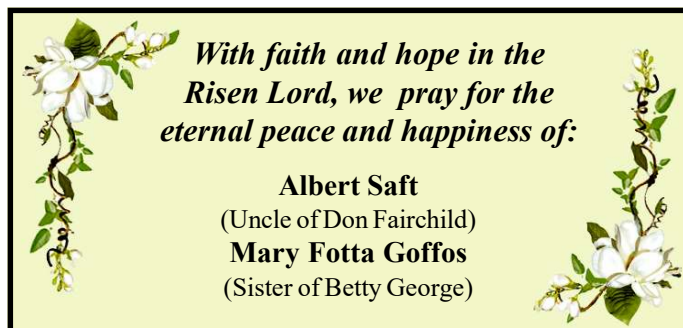 With faith and hope in the
Risen Lord, we pray for the
eternal peace and happiness of:
Albert Saft
(Uncle of Don Fairchild)
Mary Fotta Goffos
(Sister of Betty George)